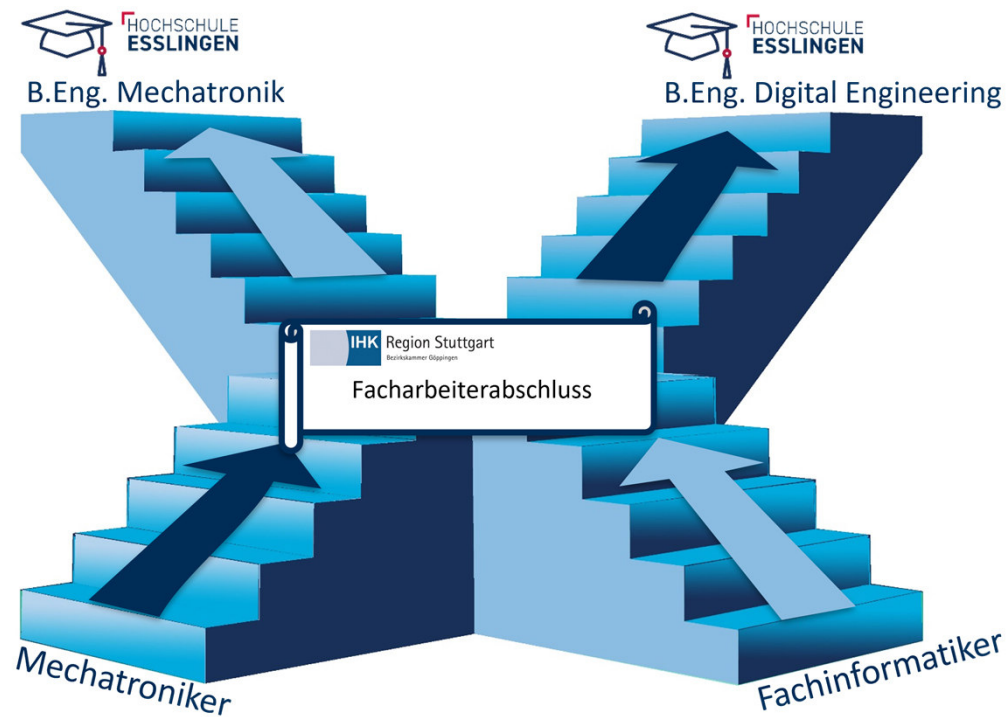 HOCHSCHULE
ESSLINGEN
B.Eng. Mechatronik
HOCHSCHULE
ESSLINGEN
B.Eng. Digital Engineering
IHK Region Stuttgart
Bezirkskammer Göppingen
Facharbeiterabschluss
Mechatroniker
Fachinformatiker